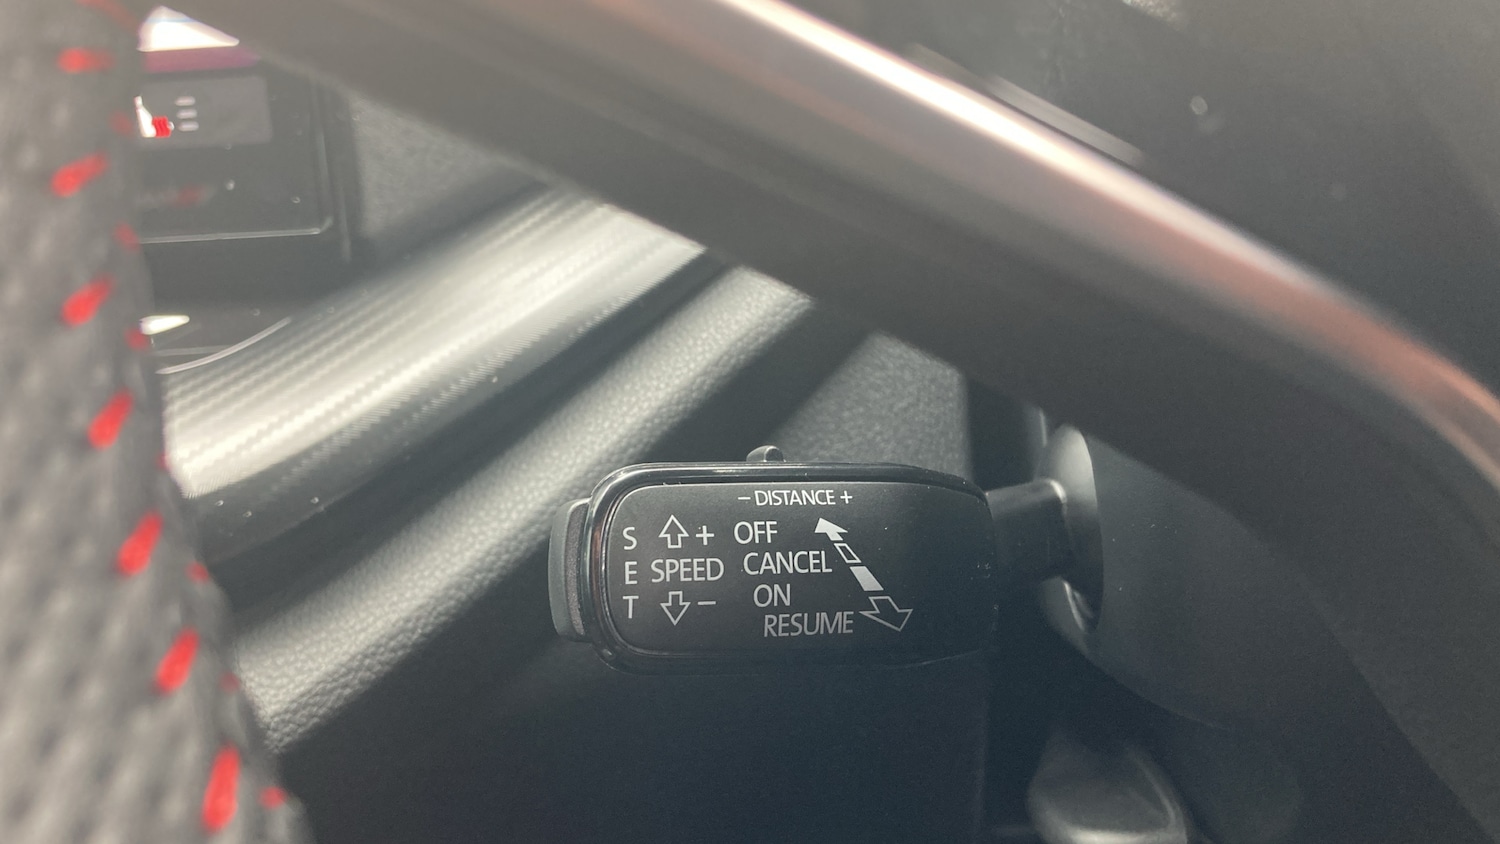 – DISTANCE +
S + OFF
E SPEED CANCEL
T – ON
RESUME